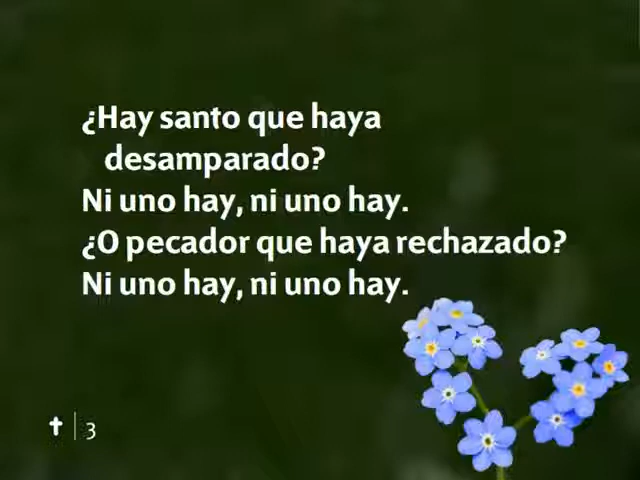 ¿Hay santo que haya
desamparado?
Ni uno hay, ni uno hay.
¿O pecador que haya rechazado?
Ni uno hay, ni uno hay.
3